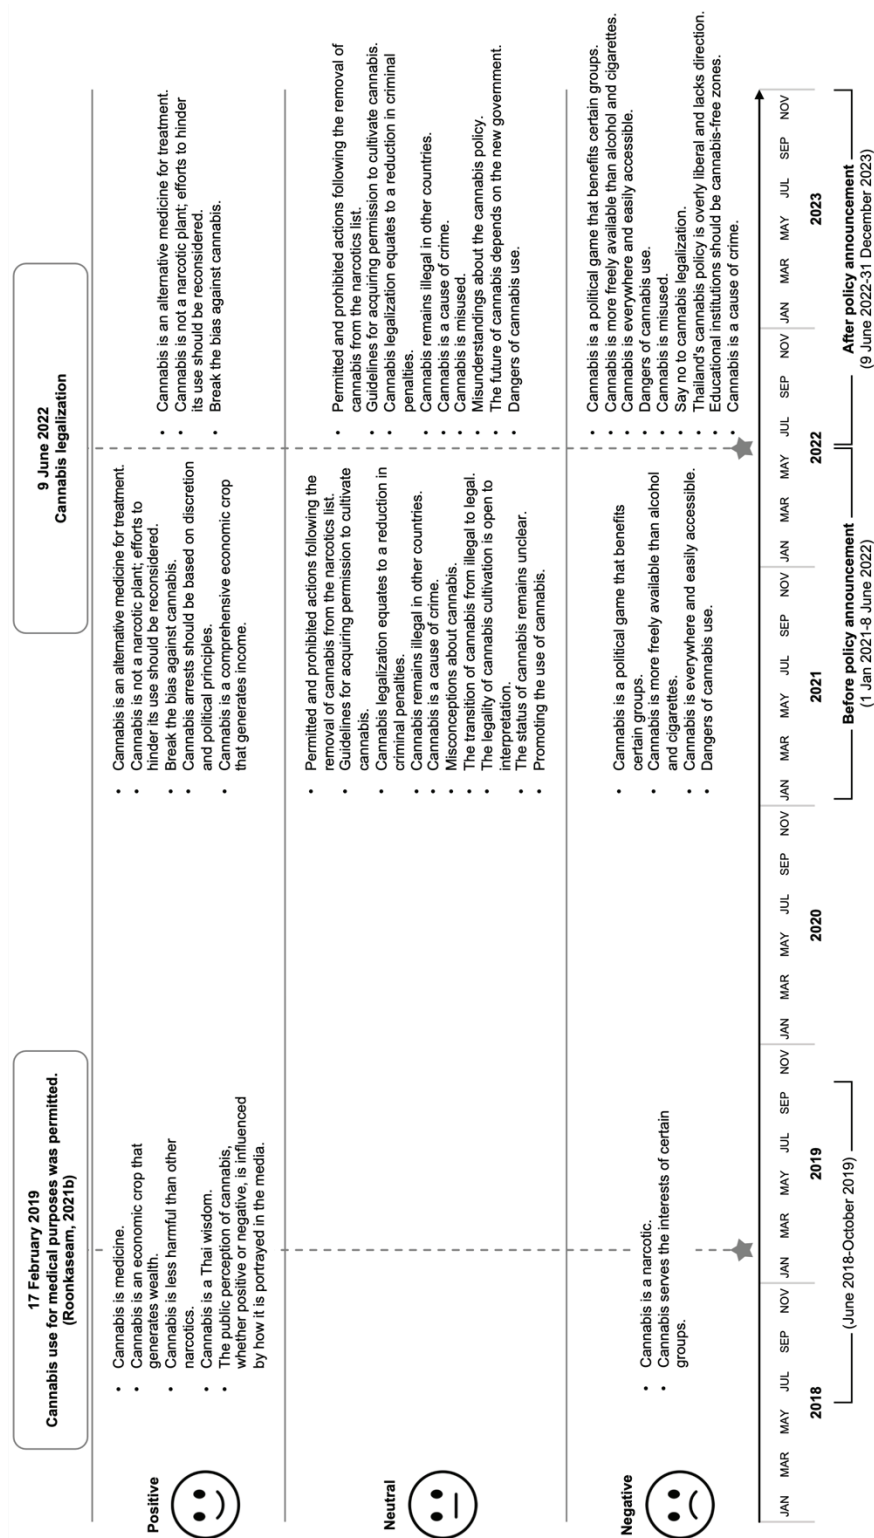 17 February 2019
Cannabis use for medical purposes was permitted.
(Roonkaseam, 2021b)
9 June 2022
Cannabis legalization
Positive
• Cannabis is medicine.
• Cannabis is an economic crop that
generates wealth.
• Cannabis is less harmful than other
narcotics.
• Cannabis is a Thai wisdom.
• The public perception of cannabis,
whether positive or negative, is influenced
by how it is portrayed in the media.
• Cannabis is an alternative medicine for treatment.
• Cannabis is not a narcotic plant; efforts to
hinder its use should be reconsidered.
• Break the bias against cannabis.
• Cannabis arrests should be based on discretion
and political principles.
• Cannabis is a comprehensive economic crop
that generates income.
• Cannabis is an alternative medicine for treatment.
• Cannabis is not a narcotic plant; efforts to hinder
its use should be reconsidered.
• Break the bias against cannabis.
Neutral
• Permitted and prohibited actions following the
removal of cannabis from the narcotics list.
• Guidelines for acquiring permission to cultivate
cannabis.
• Cannabis legalization equates to a reduction in
criminal penalties.
• Cannabis remains illegal in other countries.
• Cannabis is a cause of crime.
• Misconceptions about cannabis.
• The transition of cannabis from illegal to legal.
• The legality of cannabis cultivation is open to
interpretation.
• The status of cannabis remains unclear.
• Promoting the use of cannabis.
• Permitted and prohibited actions following the removal of
cannabis from the narcotics list.
• Guidelines for acquiring permission to cultivate cannabis.
• Cannabis legalization equates to a reduction in criminal
penalties.
• Cannabis remains illegal in other countries.
• Cannabis is a cause of crime.
• Cannabis is misused.
• Misunderstandings about the cannabis policy.
• The future of cannabis depends on the new government.
• Dangers of cannabis use.
Negative
• Cannabis is a narcotic.
• Cannabis serves the interests of certain
groups.
• Cannabis is a political game that benefits
certain groups.
• Cannabis is more freely available than alcohol
and cigarettes.
• Cannabis is everywhere and easily accessible.
• Dangers of cannabis use.
• Cannabis is a political game that benefits certain groups.
• Cannabis is more freely available than alcohol and cigarettes.
• Cannabis is everywhere and easily accessible.
• Dangers of cannabis use.
• Cannabis is misused.
• Say no to cannabis legalization.
• Thailand's cannabis policy is overly liberal and lacks direction.
• Educational institutions should be cannabis-free zones.
• Cannabis is a cause of crime.
JAN MAR MAY JUL SEP NOV JAN MAR MAY JUL SEP NOV JAN MAR MAY JUL SEP NOV JAN MAR MAY JUL SEP NOV JAN MAR MAY JUL SEP NOV JAN MAR MAY JUL SEP NOV
2018 2019 2020 2021 2022 2023
(June 2018-October 2019)
Before policy announcement
(1 Jan 2021-8 June 2022)
After policy announcement
(9 June 2022-31 December 2023)